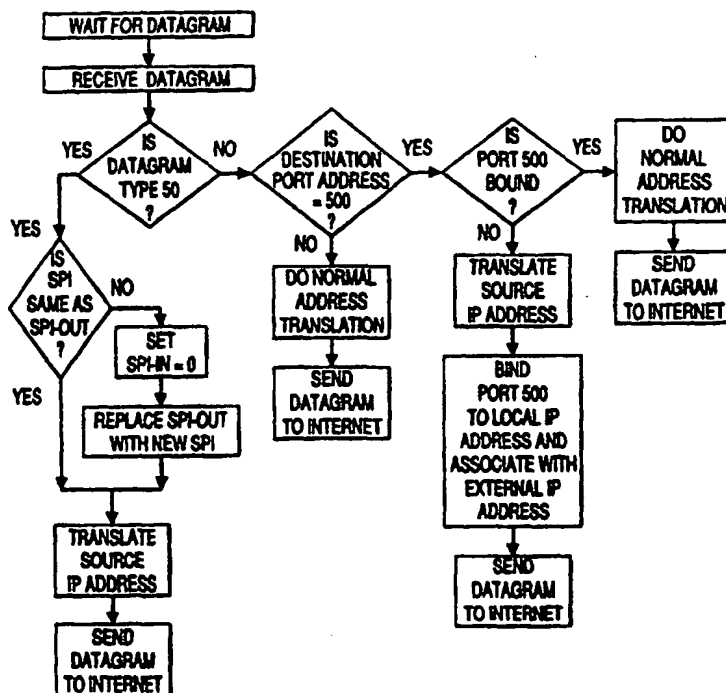 WAIT FOR DATAGRAM
RECEIVE DATAGRAM
YES
IS
DATAGRAM
TYPE 50
?
NO
IS
DESTINATION
PORT ADDRESS
= 500
?
YES
IS
PORT 500
BOUND
?
YES
DO
NORMAL
ADDRESS
TRANSLATION
SEND
DATAGRAM
TO INTERNET
YES
IS
SPI
SAME AS
SPI-OUT
?
NO
SET
SPI-IN = 0
REPLACE SPI-OUT
WITH NEW SPI
YES
TRANSLATE
SOURCE
IP ADDRESS
SEND
DATAGRAM
TO INTERNET
NO
DO NORMAL
ADDRESS
TRANSLATION
SEND
DATAGRAM
TO INTERNET
NO
TRANSLATE
SOURCE
IP ADDRESS
BIND
PORT 500
TO LOCAL IP
ADDRESS AND
ASSOCIATE WITH
EXTERNAL IP
ADDRESS
SEND
DATAGRAM
TO INTERNET